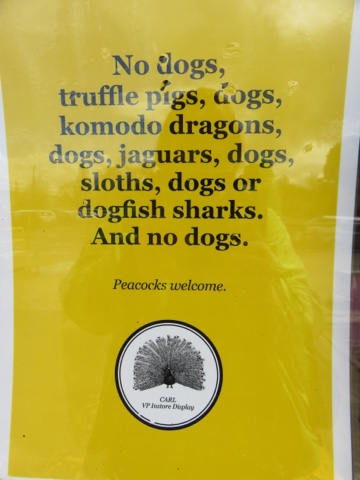 No dogs,
truffle pigs, dogs,
komodo dragons,
dogs, jaguars, dogs,
sloths, dogs or
dogfish sharks.
And no dogs.
Peacocks welcome.
CARL
VP Instore Display